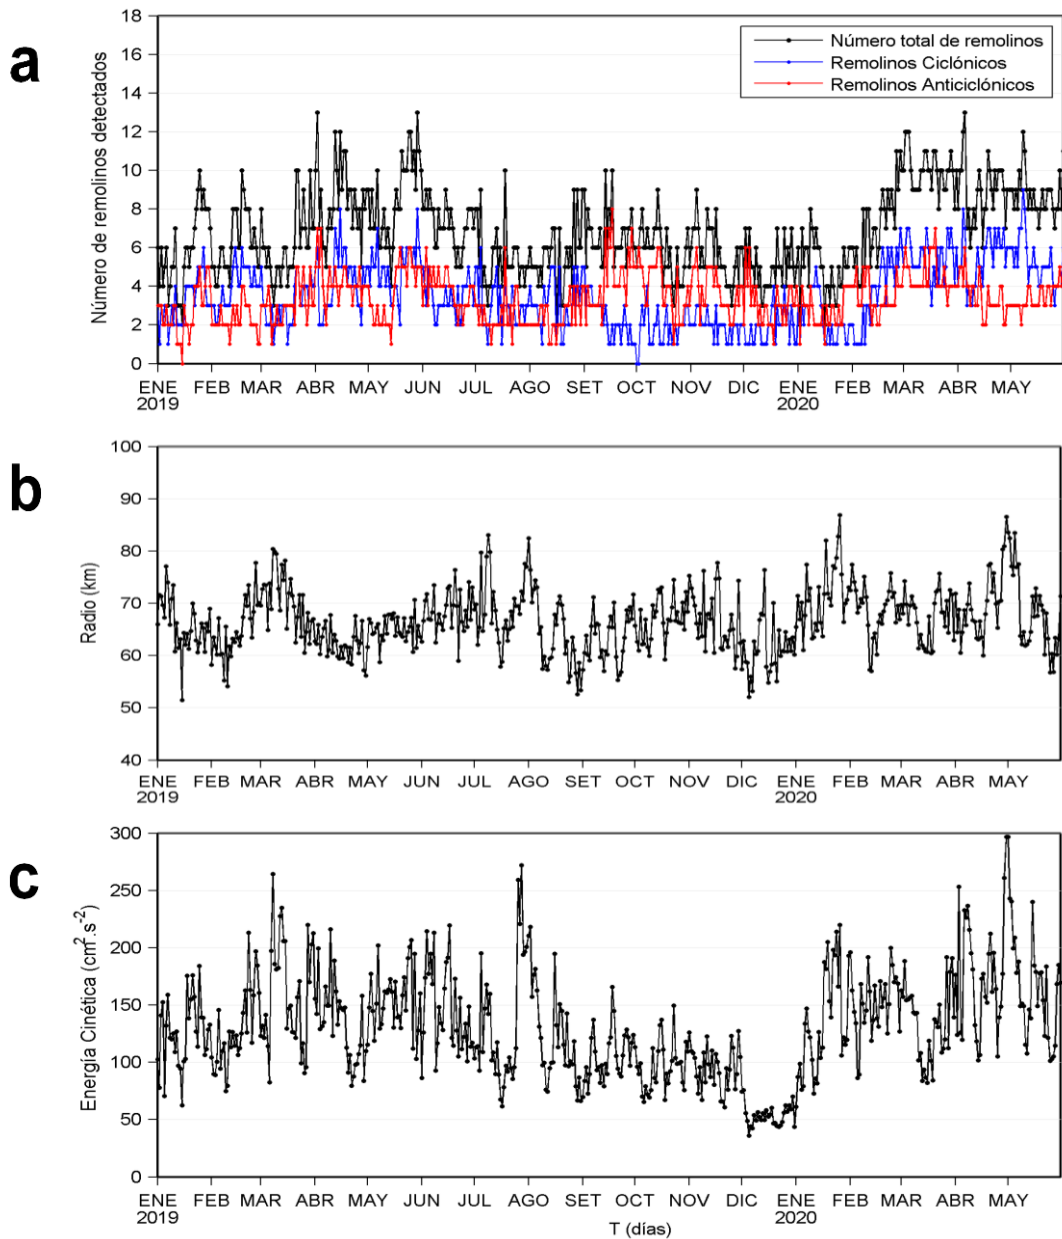 a
18
16
14
12
10
8
6
4
2
0
Número de remolinos detectados
Número total de remolinos
Remolinos Ciclónicos
Remolinos Anticiclónicos
ENE FEB MAR ABR MAY JUN JUL AGO SET OCT NOV DIC ENE FEB MAR ABR MAY
2019 2020
b
100
90
80
70
60
50
40
Radio (km)
ENE FEB MAR ABR MAY JUN JUL AGO SET OCT NOV DIC ENE FEB MAR ABR MAY
2019 2020
c
300
250
200
150
100
50
0
Energía Cinética (cm².s⁻²)
ENE FEB MAR ABR MAY JUN JUL AGO SET OCT NOV DIC ENE FEB MAR ABR MAY
2019 2020
T (días)